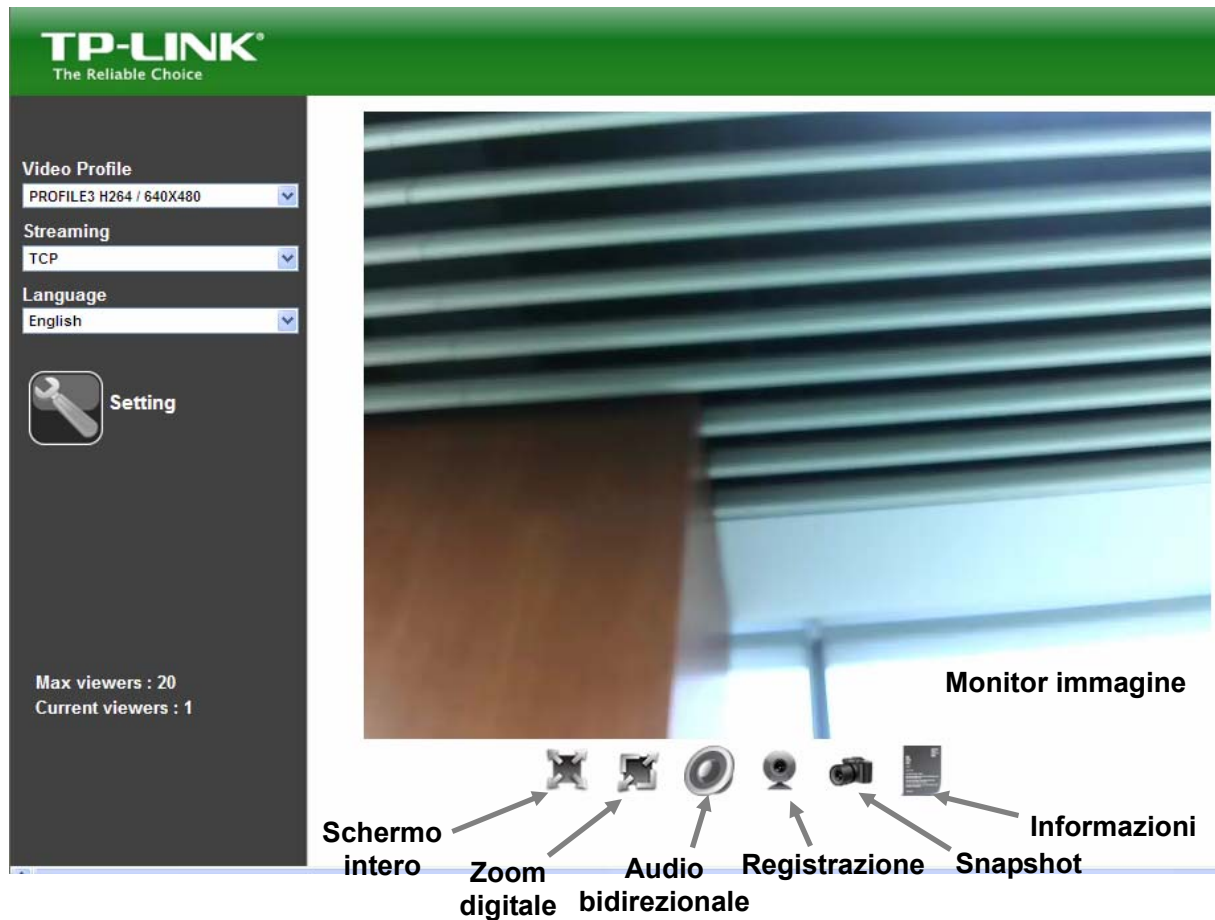 TP-LINK®
The Reliable Choice
Video Profile
PROFILE3 H264 / 640X480
Streaming
TCP
Language
English
Setting
Max viewers : 20
Current viewers : 1
Monitor immagine
Schermo
intero
Zoom
digitale
Audio
bidirezionale
Registrazione
Snapshot
Informazioni